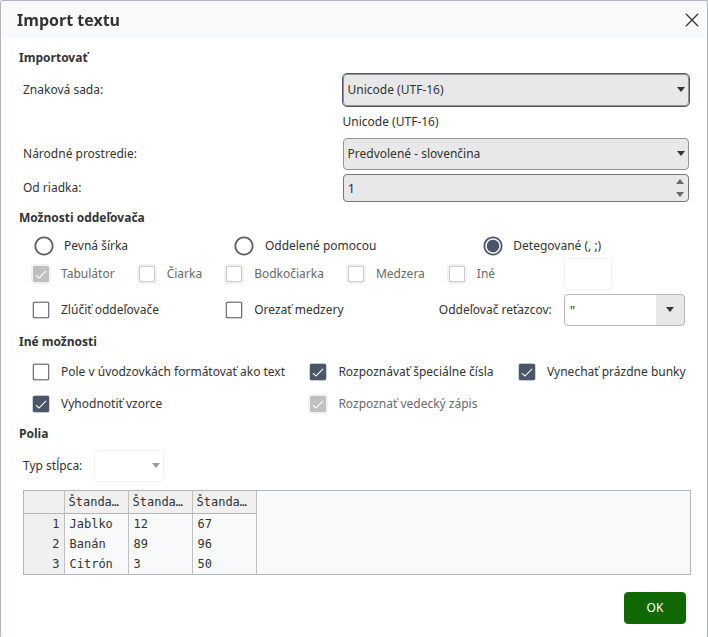 Import textu
Importovať
Znaková sada: Unicode (UTF-16)
Unicode (UTF-16)
Národné prostredie: Predvolené - slovenčina
Od riadka: 1
Možnosti oddeľovača
Pevná šírka Oddelené pomocou Detegované (, ;)
Tabulátor Čiarka Bodkočiarka Medzera Iné
Zlúčiť oddeľovače Orezať medzery Oddeľovač reťazcov: "
Iné možnosti
Pole v úvodzovkách formátovať ako text Rozpoznávať špeciálne čísla Vynechať prázdne bunky
Vyhodnotiť vzorce Rozpoznať vedecký zápis
Polia
Typ stĺpca:
Štanda… Štanda… Štanda…
1 Jablko 12 67
2 Banán 89 96
3 Citrón 3 50
OK